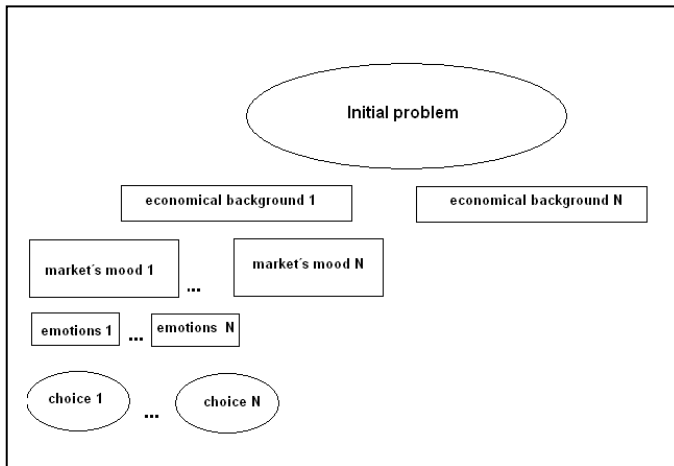 Initial problem
economical background 1 economical background N
market´s mood 1 ... market´s mood N
emotions 1 ... emotions N
choice 1 ... choice N